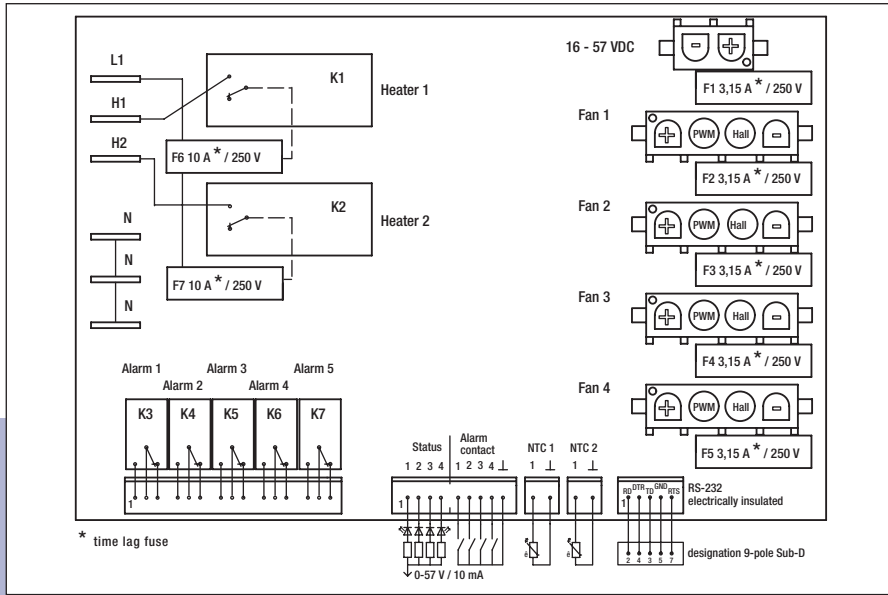 L1
H1
H2
N
N
N
K1
Heater 1
F6 10 A * / 250 V
K2
Heater 2
F7 10 A * / 250 V
16 - 57 VDC
- +
F1 3,15 A * / 250 V
Fan 1
+ PWM Hall -
F2 3,15 A * / 250 V
Fan 2
+ PWM Hall -
F3 3,15 A * / 250 V
Fan 3
+ PWM Hall -
F4 3,15 A * / 250 V
Fan 4
+ PWM Hall -
F5 3,15 A * / 250 V
Alarm 1 Alarm 3 Alarm 5
Alarm 2 Alarm 4
K3 K4 K5 K6 K7
1
Status
1 2 3 4
Alarm
contact
1 2 3 4 ⊥
1
0-57 V / 10 mA
NTC 1
1 ⊥
NTC 2
1 ⊥
RD DTR TD GND RTS
1
RS-232
electrically insulated
2 4 3 5 7
designation 9-pole Sub-D
* time lag fuse